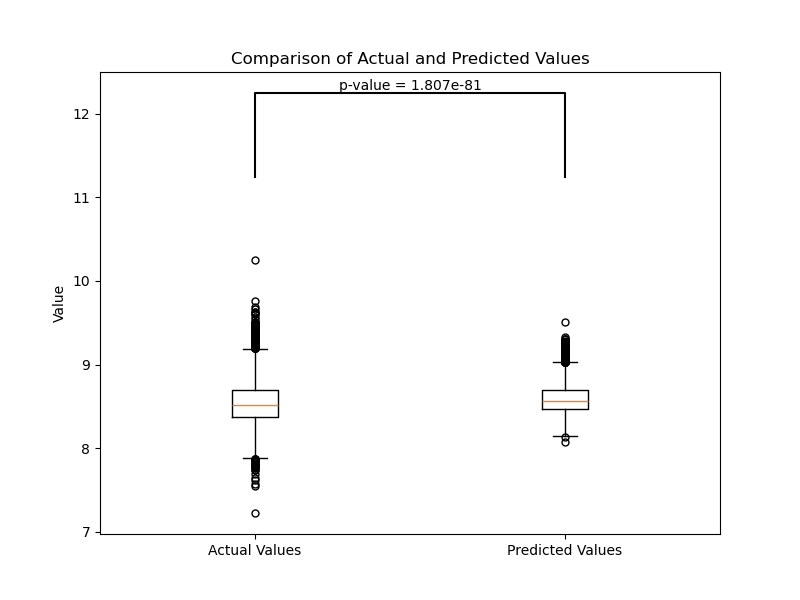 Comparison of Actual and Predicted Values
p-value = 1.807e-81
12
11
10
9
8
7
Value
Actual Values
Predicted Values